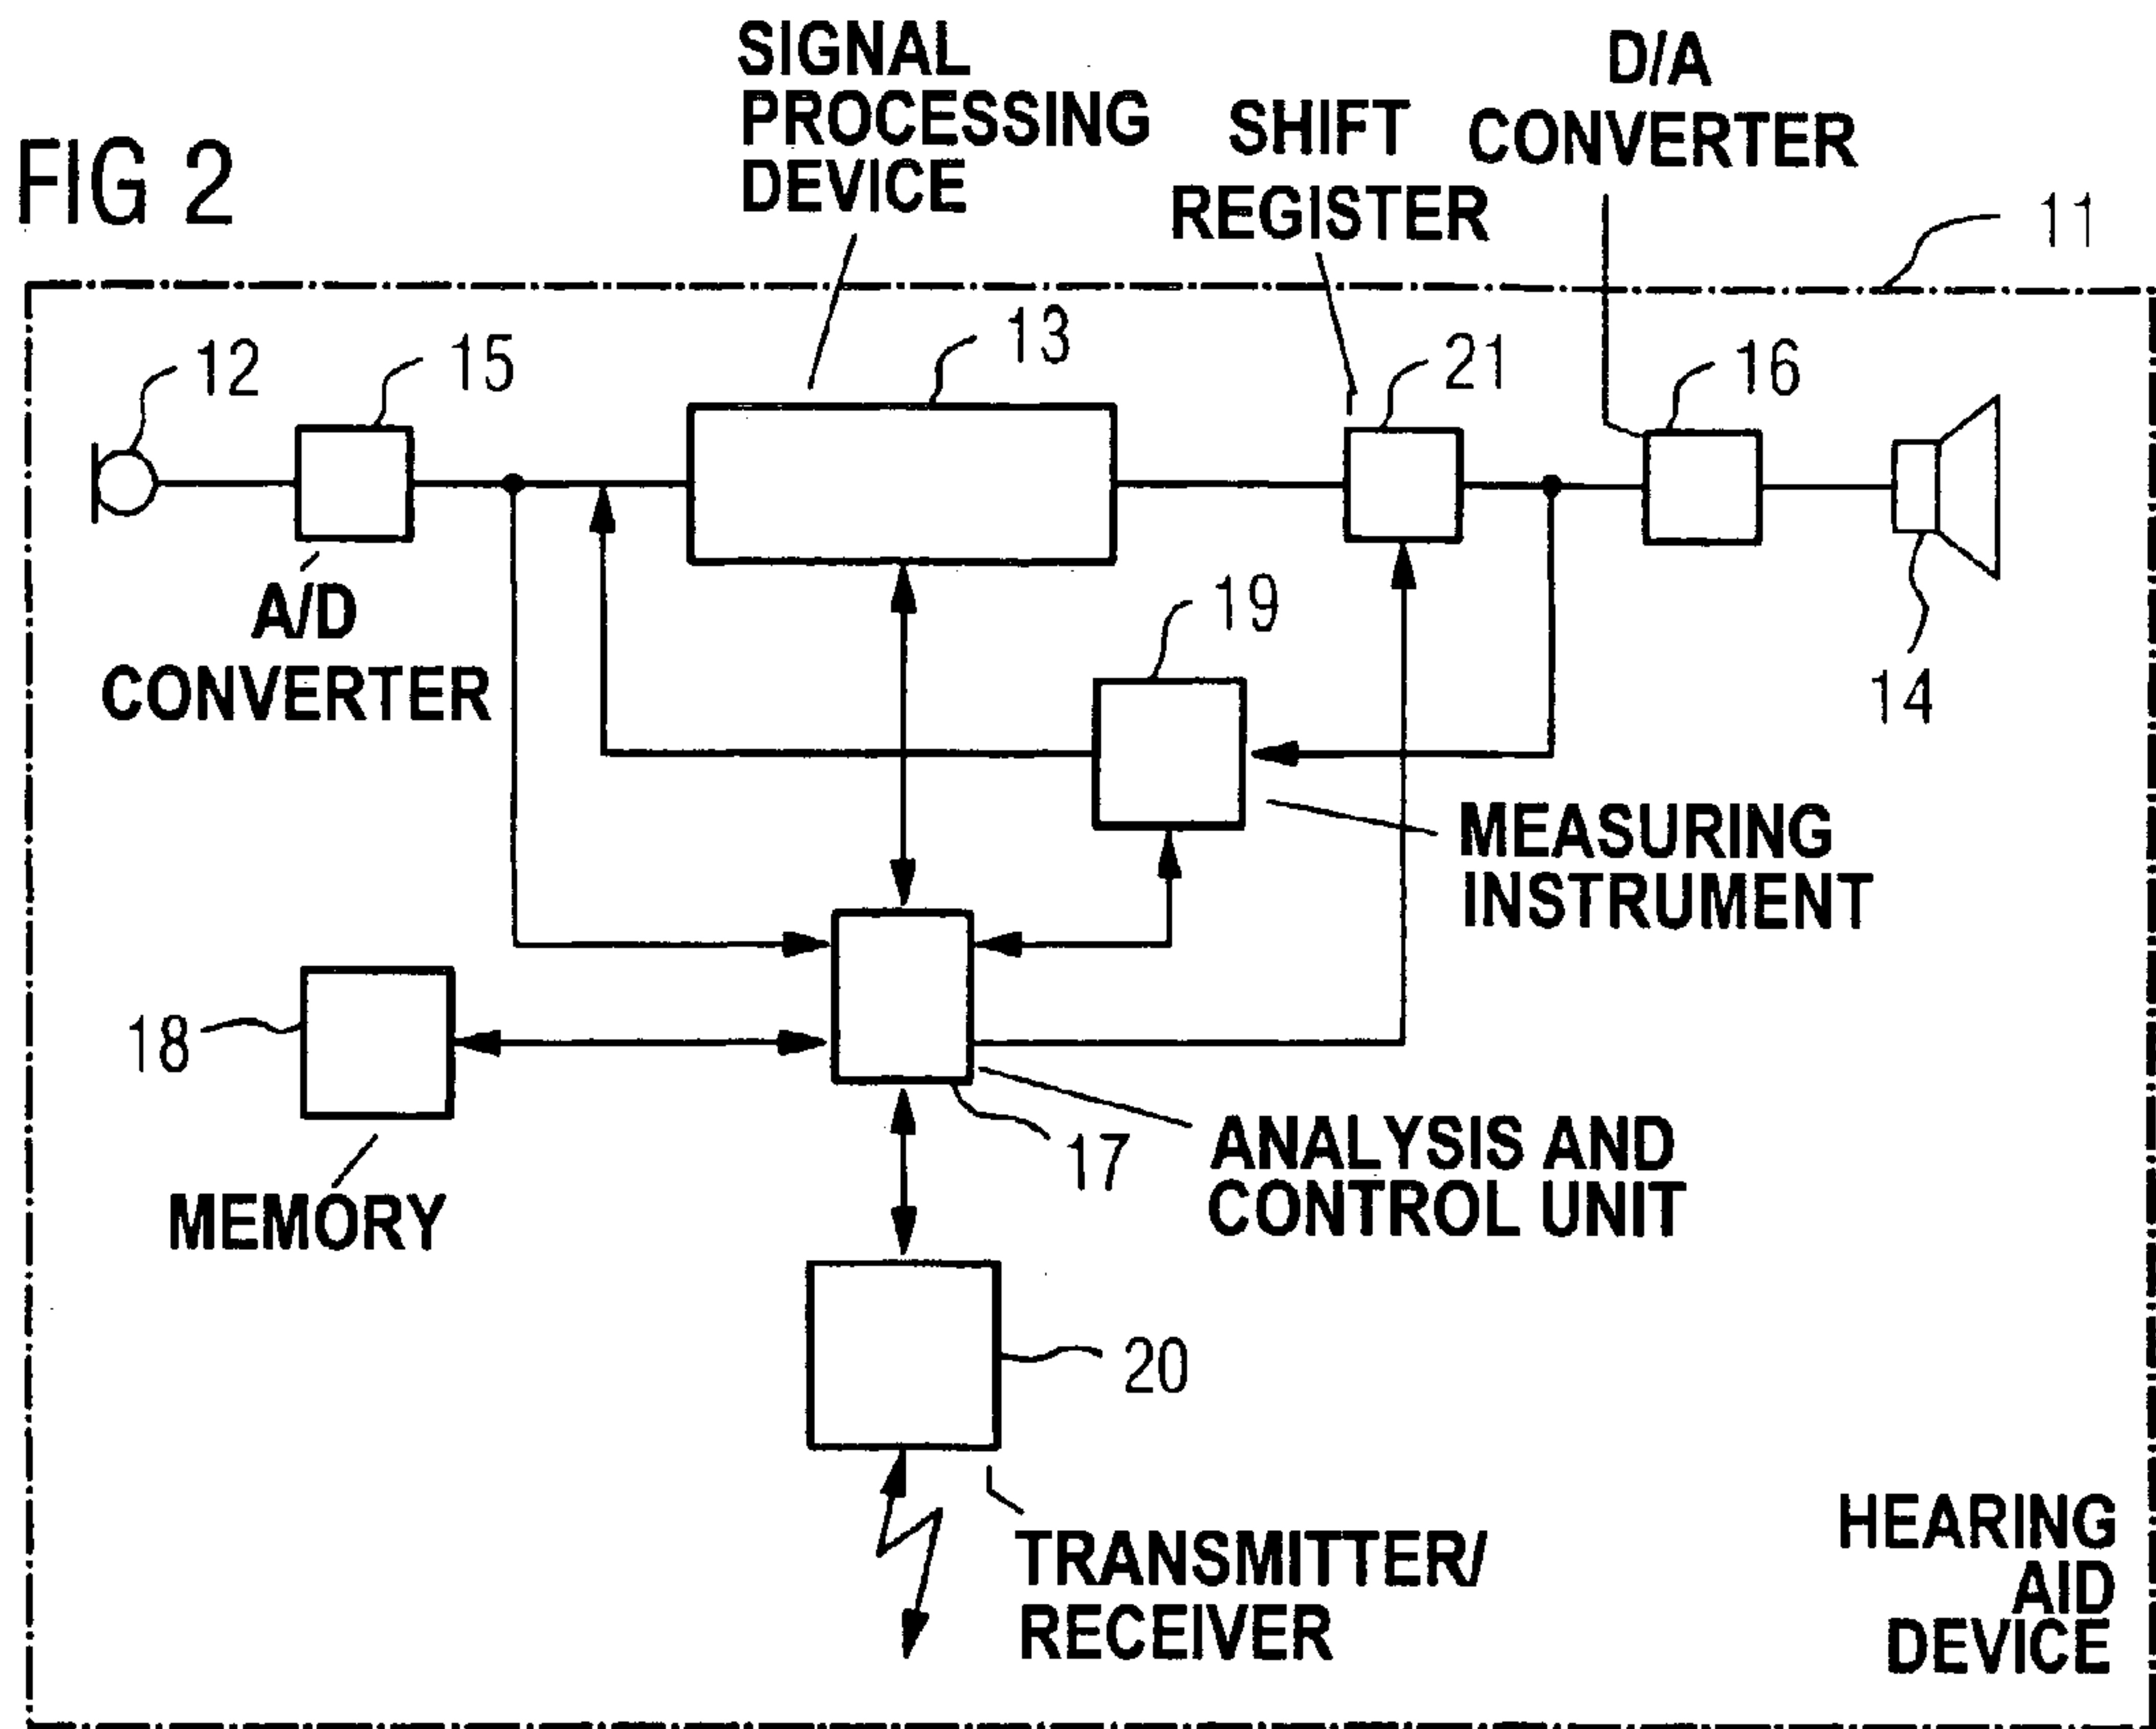 FIG 2
SIGNAL
PROCESSING
DEVICE
SHIFT
REGISTER
D/A
CONVERTER
11
12
15
13
21
16
A/D
CONVERTER
19
14
MEASURING
INSTRUMENT
18
17
ANALYSIS AND
CONTROL UNIT
MEMORY
20
TRANSMITTER/
RECEIVER
HEARING
AID
DEVICE